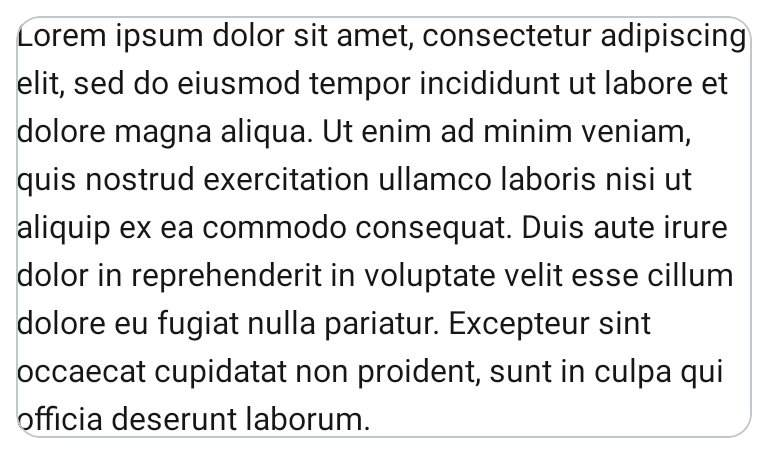 Lorem ipsum dolor sit amet, consectetur adipiscing
elit, sed do eiusmod tempor incididunt ut labore et
dolore magna aliqua. Ut enim ad minim veniam,
quis nostrud exercitation ullamco laboris nisi ut
aliquip ex ea commodo consequat. Duis aute irure
dolor in reprehenderit in voluptate velit esse cillum
dolore eu fugiat nulla pariatur. Excepteur sint
occaecat cupidatat non proident, sunt in culpa qui
officia deserunt laborum.